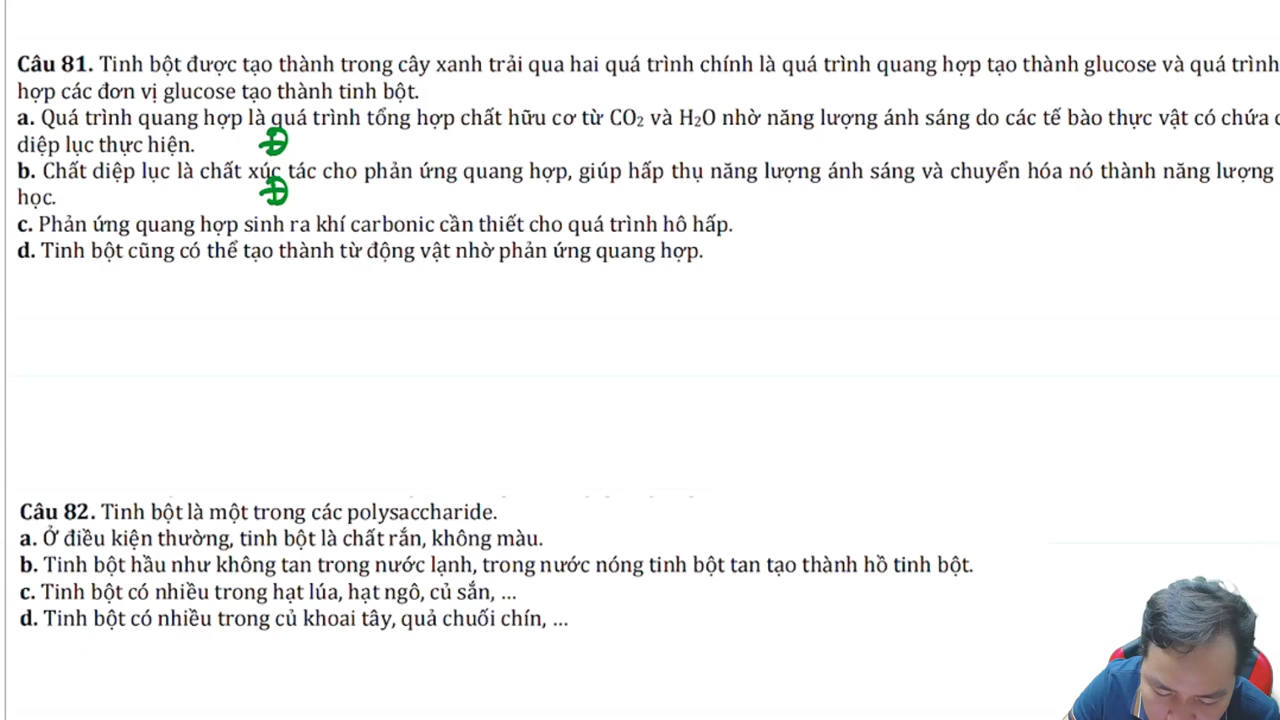 Câu 81. Tinh bột được tạo thành trong cây xanh trải qua hai quá trình chính là quá trình quang hợp tạo thành glucose và quá trình
hợp các đơn vị glucose tạo thành tinh bột.
a. Quá trình quang hợp là quá trình tổng hợp chất hữu cơ từ CO₂ và H₂O nhờ năng lượng ánh sáng do các tế bào thực vật có chứa
diệp lục thực hiện.
Đ
b. Chất diệp lục là chất xúc tác cho phản ứng quang hợp, giúp hấp thụ năng lượng ánh sáng và chuyển hóa nó thành năng lượng
học.
Đ
c. Phản ứng quang hợp sinh ra khí carbonic cần thiết cho quá trình hô hấp.
d. Tinh bột cũng có thể tạo thành từ động vật nhờ phản ứng quang hợp.
Câu 82. Tinh bột là một trong các polysaccharide.
a. Ở điều kiện thường, tinh bột là chất rắn, không màu.
b. Tinh bột hầu như không tan trong nước lạnh, trong nước nóng tinh bột tan tạo thành hồ tinh bột.
c. Tinh bột có nhiều trong hạt lúa, hạt ngô, củ sắn, ...
d. Tinh bột có nhiều trong củ khoai tây, quả chuối chín, ...